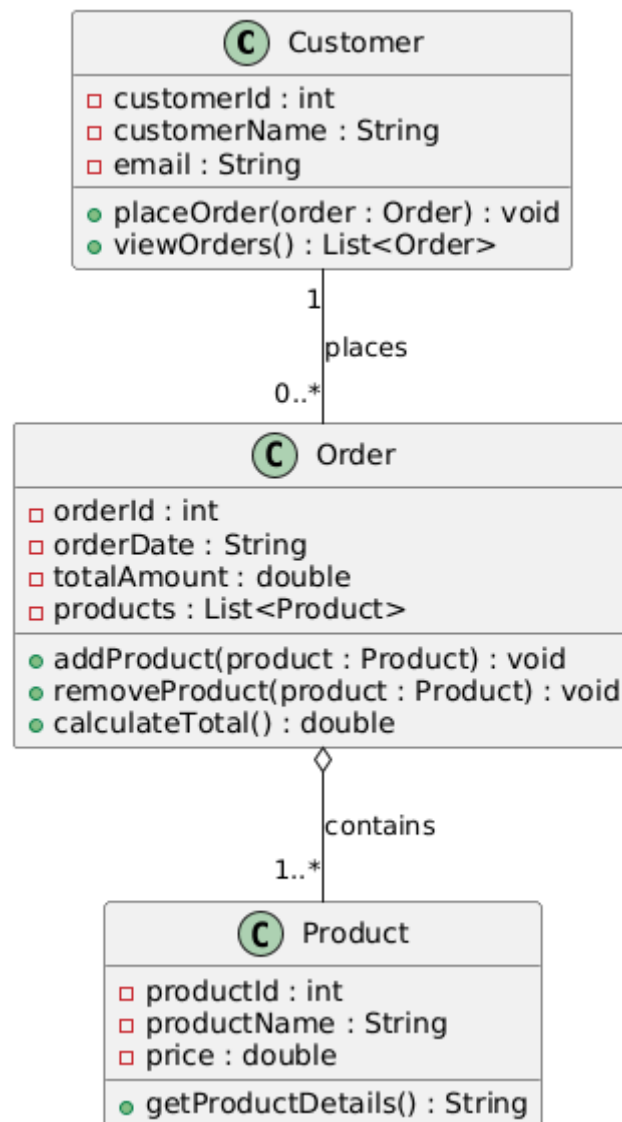 C Customer
customerId : int
customerName : String
email : String
placeOrder(order : Order) : void
viewOrders() : List<Order>
1
places
0..*
C Order
orderId : int
orderDate : String
totalAmount : double
products : List<Product>
addProduct(product : Product) : void
removeProduct(product : Product) : void
calculateTotal() : double
contains
1..*
C Product
productId : int
productName : String
price : double
getProductDetails() : String